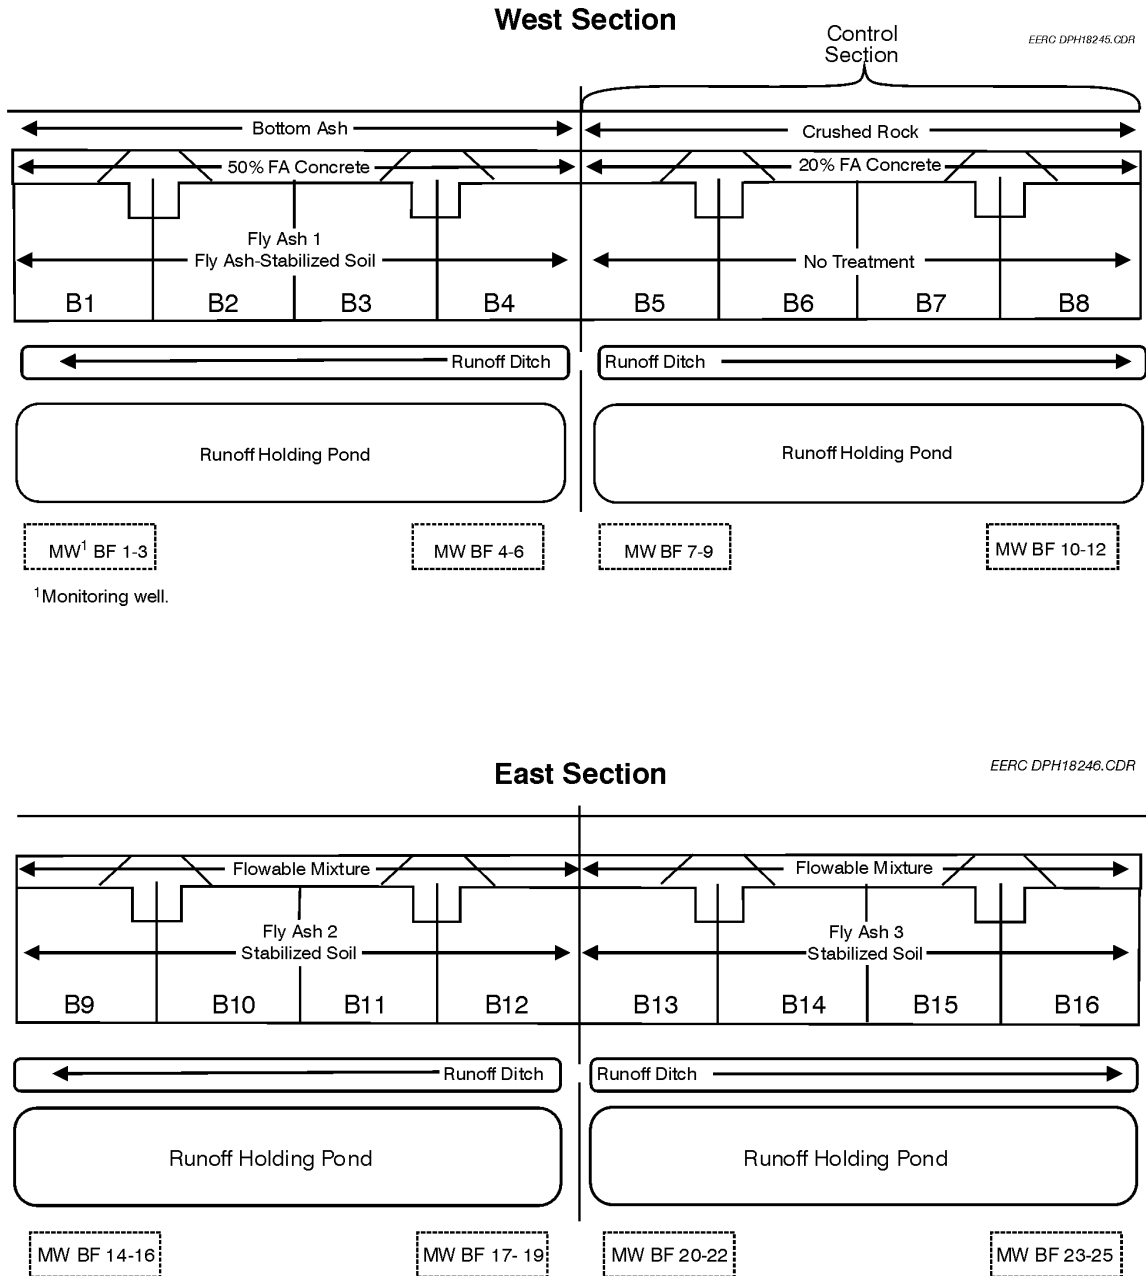 West Section
Control
Section
EERC DPH18245.CDR
Bottom Ash
Crushed Rock
50% FA Concrete
20% FA Concrete
Fly Ash 1
Fly Ash-Stabilized Soil
No Treatment
B1 B2 B3 B4 B5 B6 B7 B8
Runoff Ditch
Runoff Ditch
Runoff Holding Pond
Runoff Holding Pond
MW¹ BF 1-3
MW BF 4-6
MW BF 7-9
MW BF 10-12
¹Monitoring well.
East Section
EERC DPH18246.CDR
Flowable Mixture
Flowable Mixture
Fly Ash 2
Stabilized Soil
Fly Ash 3
Stabilized Soil
B9 B10 B11 B12 B13 B14 B15 B16
Runoff Ditch
Runoff Ditch
Runoff Holding Pond
Runoff Holding Pond
MW BF 14-16
MW BF 17- 19
MW BF 20-22
MW BF 23-25